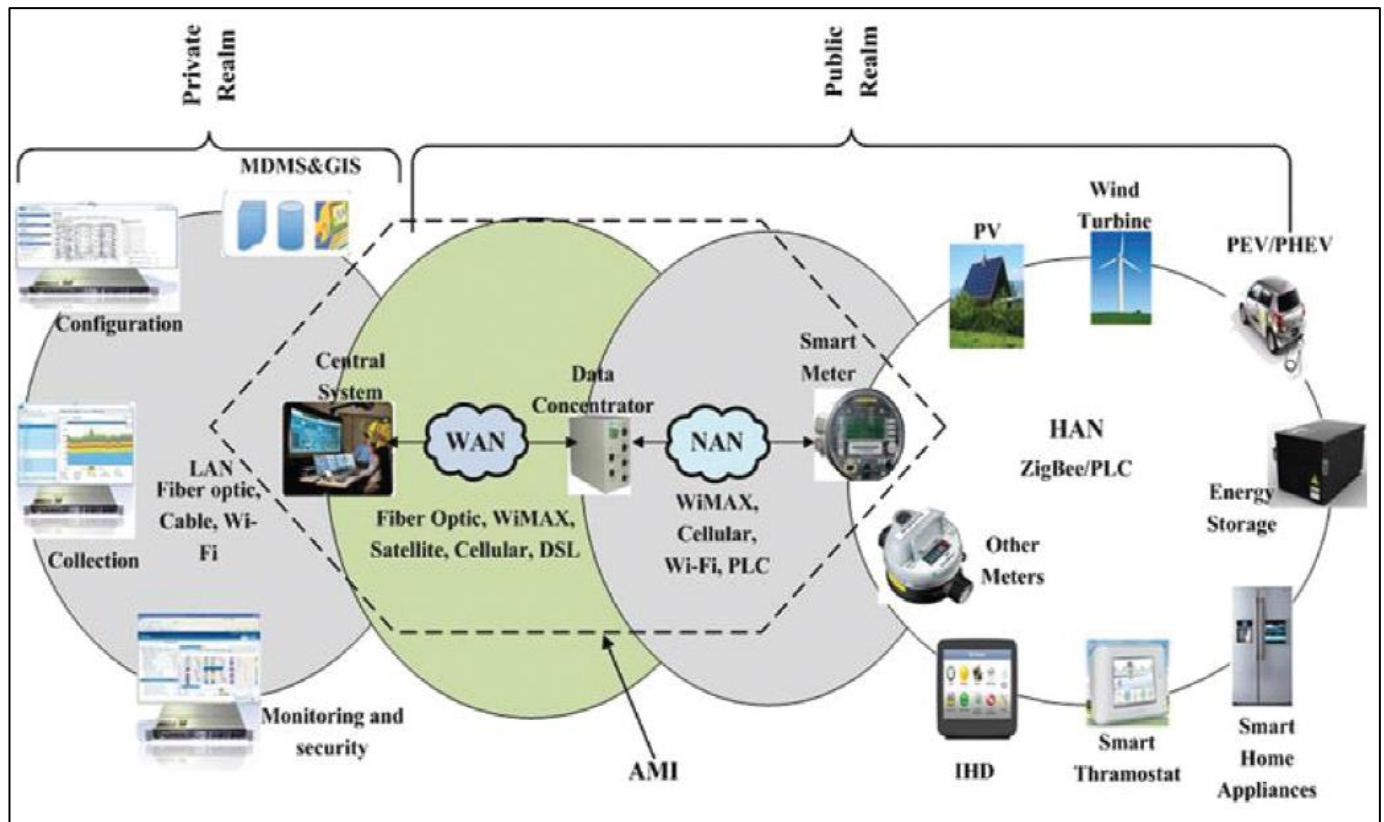 Private
Realm
Public
Realm
MDMS&GIS
Configuration
Collection
LAN
Fiber optic,
Cable, Wi-
Fi
Monitoring and
security
Central
System
WAN
Fiber Optic, WiMAX,
Satellite, Cellular, DSL
Data
Concentrator
NAN
WiMAX,
Cellular,
Wi-Fi, PLC
Smart
Meter
AMI
PV
Wind
Turbine
PEV/PHEV
HAN
ZigBee/PLC
Energy
Storage
Other
Meters
IHD
Smart
Thramostat
Smart
Home
Appliances